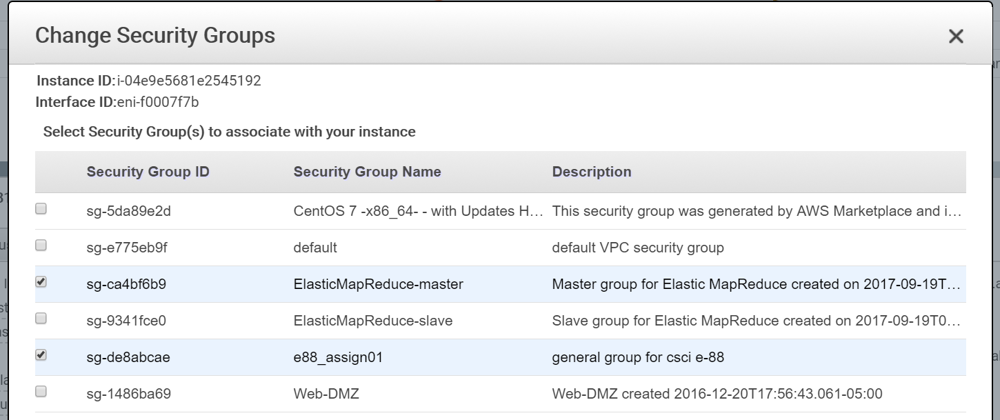 Change Security Groups
Instance ID:i-04e9e5681e2545192
Interface ID:eni-f0007f7b
Select Security Group(s) to associate with your instance
Security Group ID Security Group Name Description
sg-5da89e2d CentOS 7 -x86_64- - with Updates H… This security group was generated by AWS Marketplace and i…
sg-e775eb9f default default VPC security group
sg-ca4bf6b9 ElasticMapReduce-master Master group for Elastic MapReduce created on 2017-09-19T…
sg-9341fce0 ElasticMapReduce-slave Slave group for Elastic MapReduce created on 2017-09-19T0…
sg-de8abcae e88_assign01 general group for csci e-88
sg-1486ba69 Web-DMZ Web-DMZ created 2016-12-20T17:56:43.061-05:00